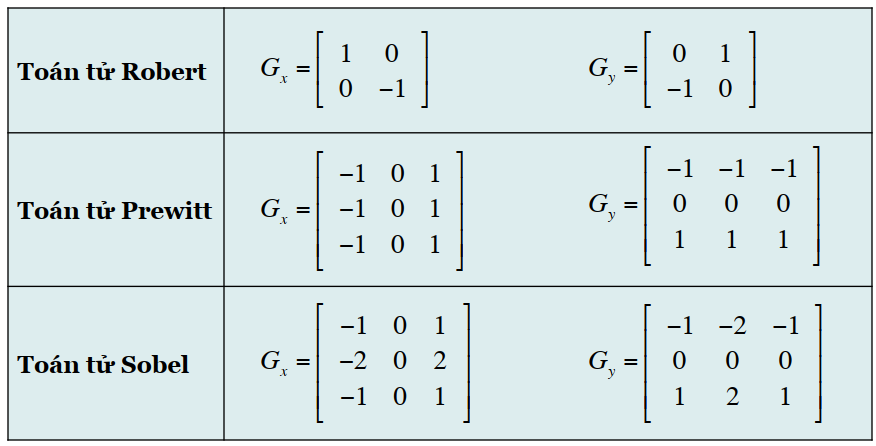 Toán tử Robert
G_x = [ 1 0
0 −1 ]
G_y = [ 0 1
−1 0 ]
Toán tử Prewitt
G_x = [ −1 0 1
−1 0 1
−1 0 1 ]
G_y = [ −1 −1 −1
0 0 0
1 1 1 ]
Toán tử Sobel
G_x = [ −1 0 1
−2 0 2
−1 0 1 ]
G_y = [ −1 −2 −1
0 0 0
1 2 1 ]